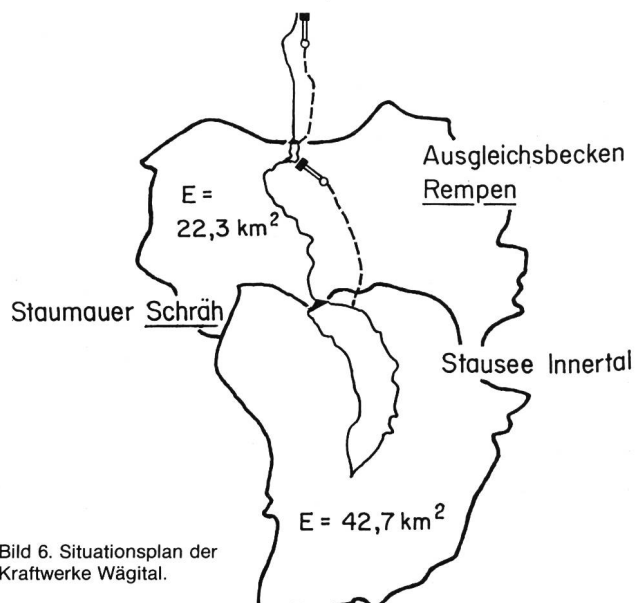 Ausgleichsbecken
Rempen
E =
22,3 km²
Staumauer Schräh
Stausee Innertal
E = 42,7 km²
Bild 6. Situationsplan der
Kraftwerke Wägital.